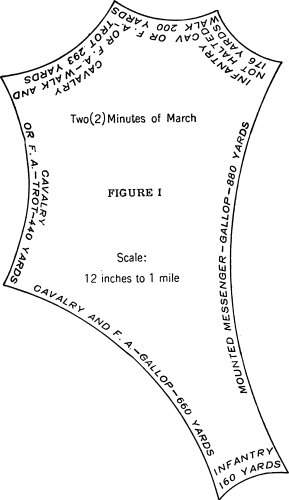 CAV OR F. A.
WALK 200 YARDS
INFANTRY
NOT HALTED
176 YARDS
CAVALRY
OR F. A.—WALK AND
TROT 293 YARDS
Two(2) Minutes of March
FIGURE I
Scale:
12 inches to 1 mile
CAVALRY
OR F. A.—TROT—440 YARDS
MOUNTED MESSENGER—GALLOP—880 YARDS
CAVALRY AND F. A.—GALLOP—660 YARDS
INFANTRY
160 YARDS